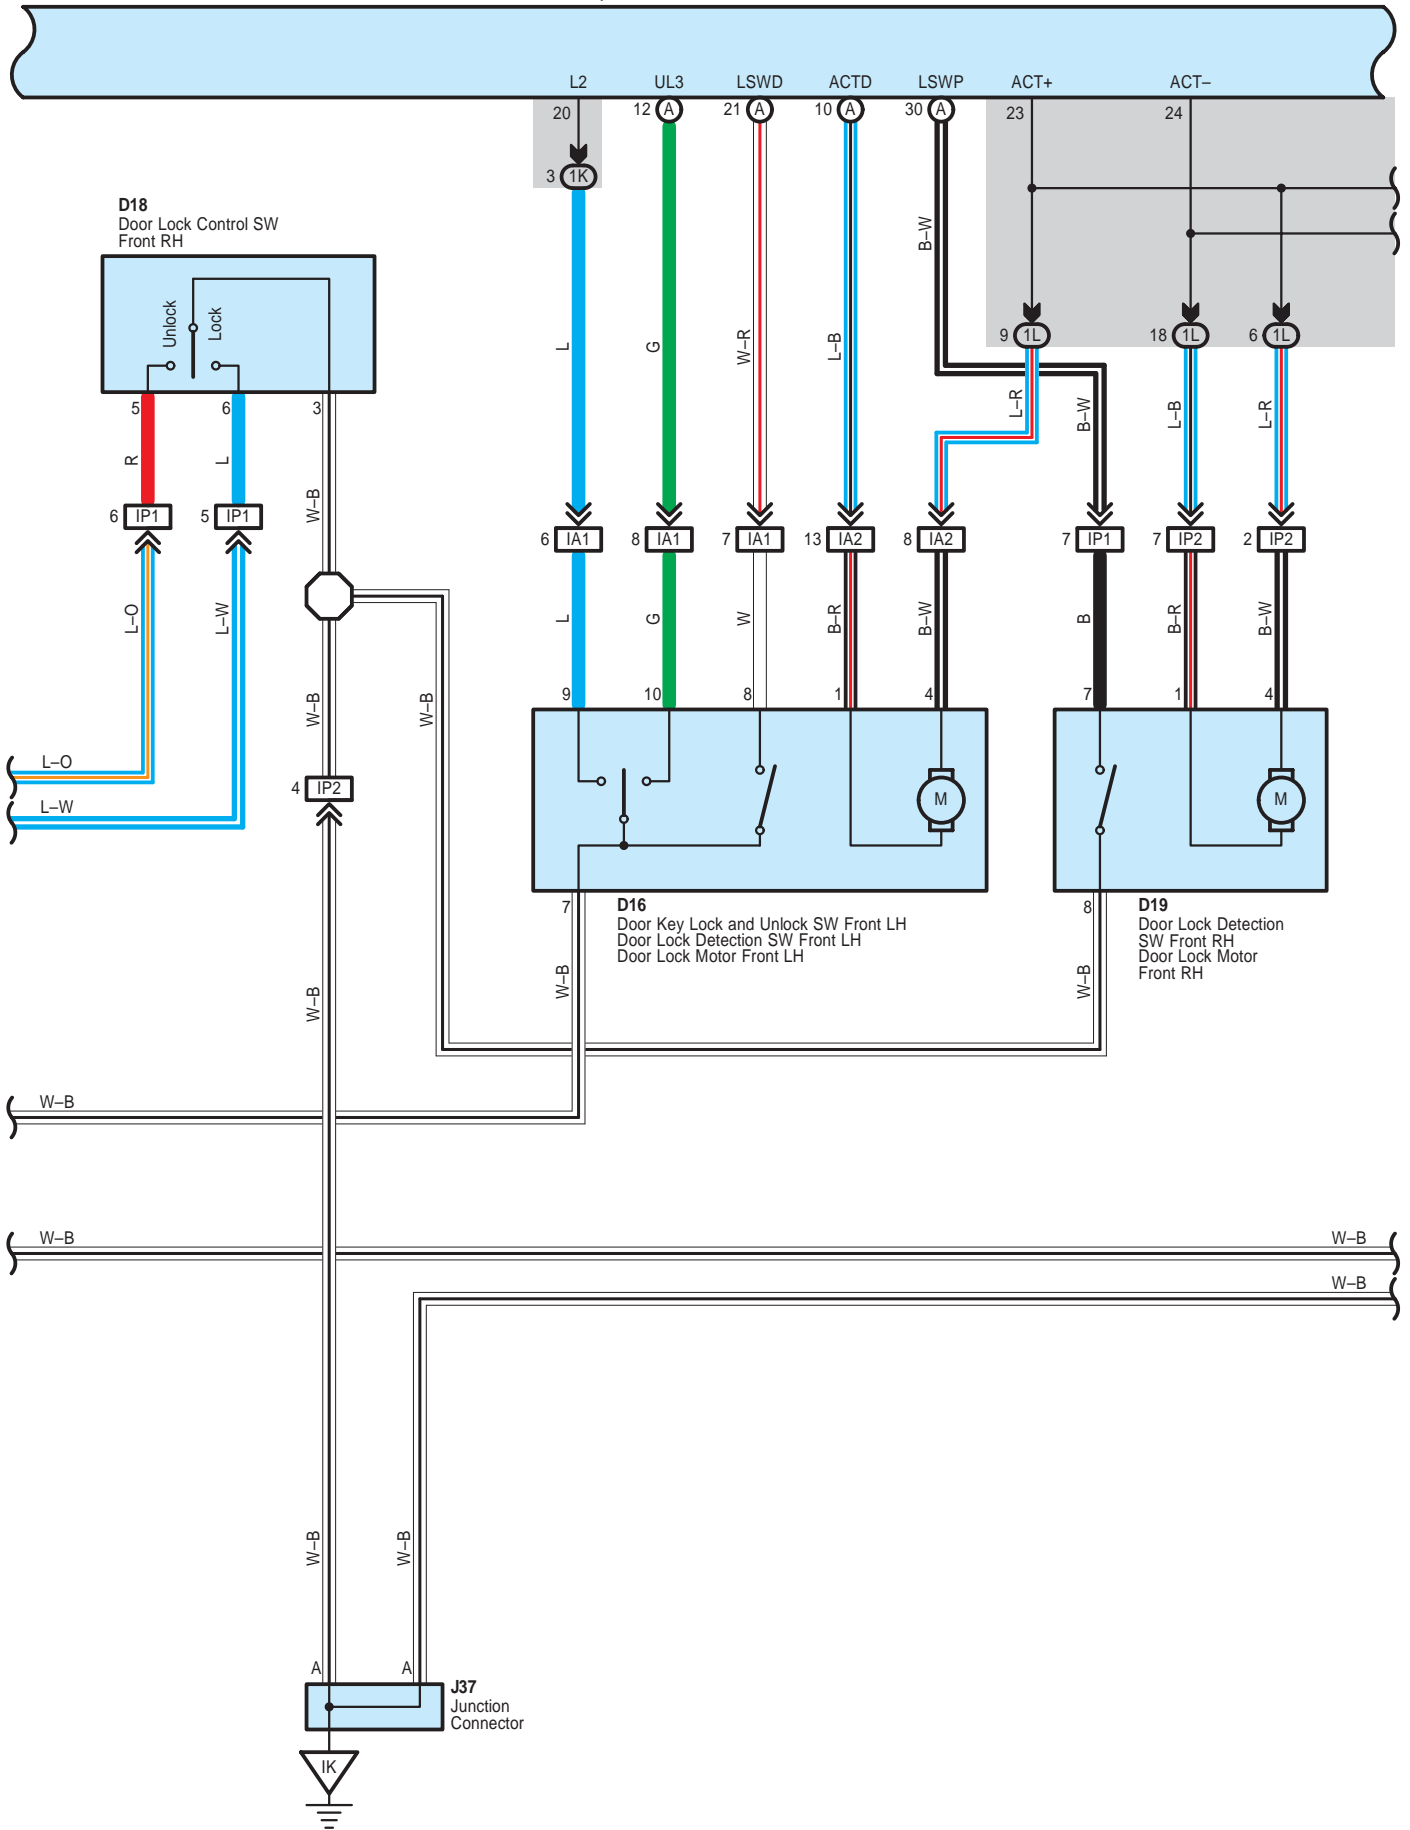 L2 UL3 LSWD ACTD LSWP ACT+ ACT–
20 12 A 21 A 10 A 30 A 23 24
3 1K
D18
Door Lock Control SW
Front RH
B–W
Unlock
Lock
L G W–R L–B
9 1L 18 1L 6 1L
5 6 3
L–R B–W L–B L–R
R L W–B
6 IP1 5 IP1
6 IA1 8 IA1 7 IA1 13 IA2 8 IA2 7 IP1 7 IP2 2 IP2
L–O L–W L G W B–R B–W B B–R B–W
W–B W–B
9 10 8 1 4 7 1 4
L–O
4 IP2
L–W
M M
7
D16
Door Key Lock and Unlock SW Front LH
Door Lock Detection SW Front LH
Door Lock Motor Front LH
8
D19
Door Lock Detection
SW Front RH
Door Lock Motor
Front RH
W–B W–B W–B
W–B
W–B W–B
W–B
W–B W–B
A A
J37
Junction
Connector
IK